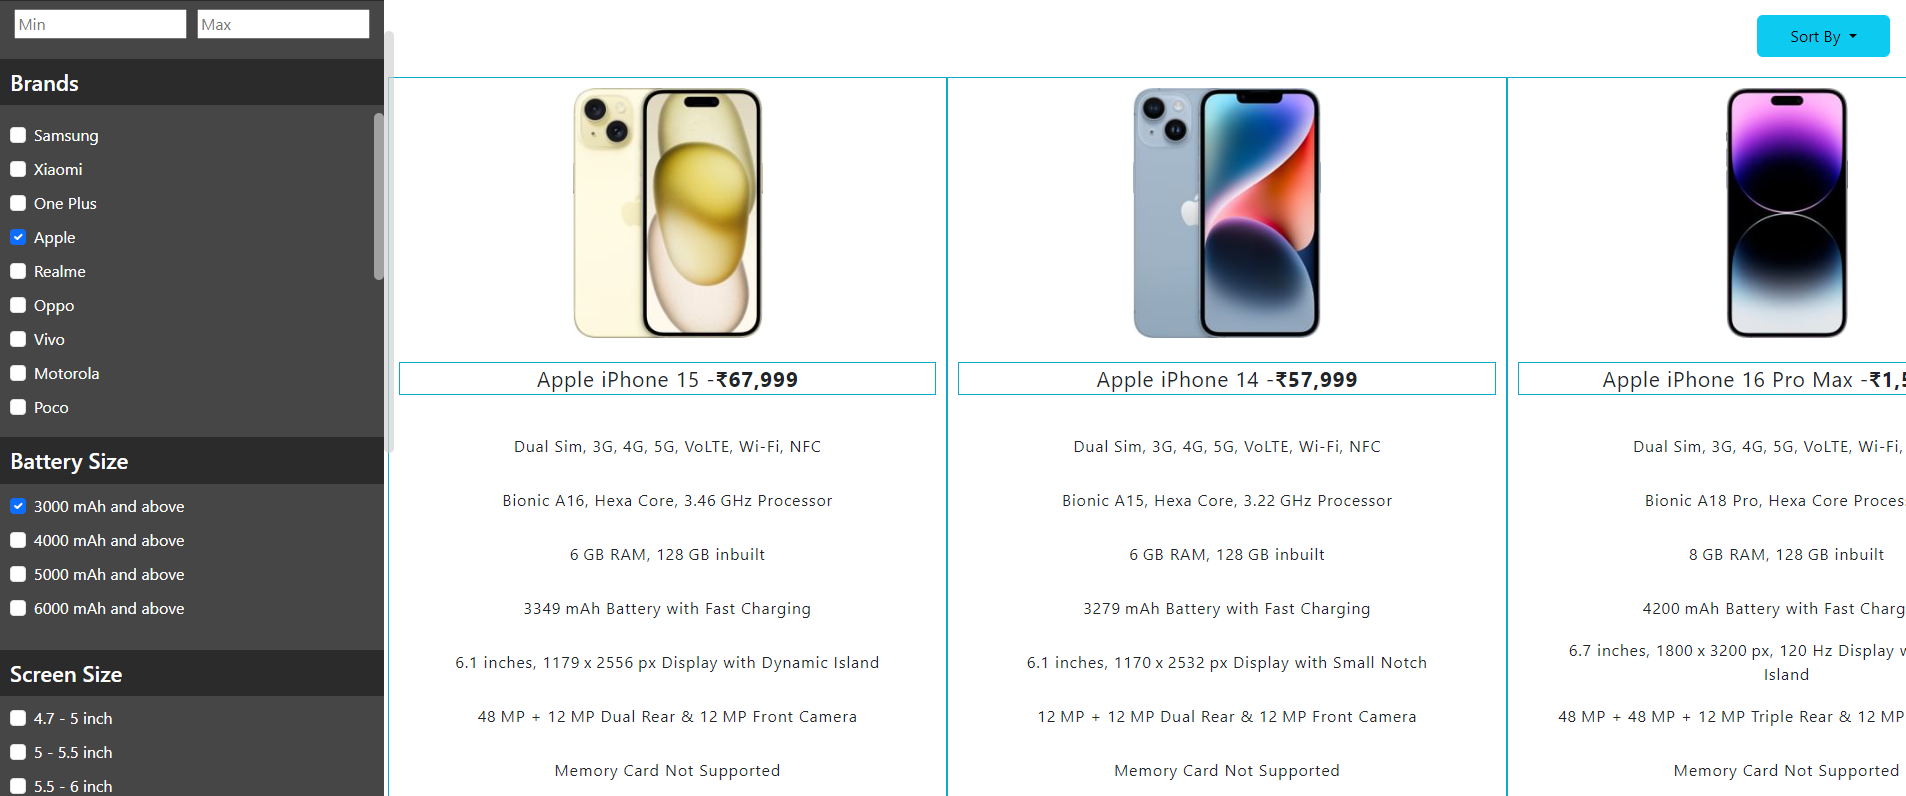 Min
Max
Brands
Samsung
Xiaomi
One Plus
Apple
Realme
Oppo
Vivo
Motorola
Poco
Battery Size
3000 mAh and above
4000 mAh and above
5000 mAh and above
6000 mAh and above
Screen Size
4.7 - 5 inch
5 - 5.5 inch
5.5 - 6 inch
Sort By
Apple iPhone 15 -₹67,999
Dual Sim, 3G, 4G, 5G, VoLTE, Wi-Fi, NFC
Bionic A16, Hexa Core, 3.46 GHz Processor
6 GB RAM, 128 GB inbuilt
3349 mAh Battery with Fast Charging
6.1 inches, 1179 x 2556 px Display with Dynamic Island
48 MP + 12 MP Dual Rear & 12 MP Front Camera
Memory Card Not Supported
Apple iPhone 14 -₹57,999
Dual Sim, 3G, 4G, 5G, VoLTE, Wi-Fi, NFC
Bionic A15, Hexa Core, 3.22 GHz Processor
6 GB RAM, 128 GB inbuilt
3279 mAh Battery with Fast Charging
6.1 inches, 1170 x 2532 px Display with Small Notch
12 MP + 12 MP Dual Rear & 12 MP Front Camera
Memory Card Not Supported
Apple iPhone 16 Pro Max -₹1,5
Dual Sim, 3G, 4G, 5G, VoLTE, Wi-Fi,
Bionic A18 Pro, Hexa Core Proces
8 GB RAM, 128 GB inbuilt
4200 mAh Battery with Fast Charg
6.7 inches, 1800 x 3200 px, 120 Hz Display
Island
48 MP + 48 MP + 12 MP Triple Rear & 12 MP
Memory Card Not Supported